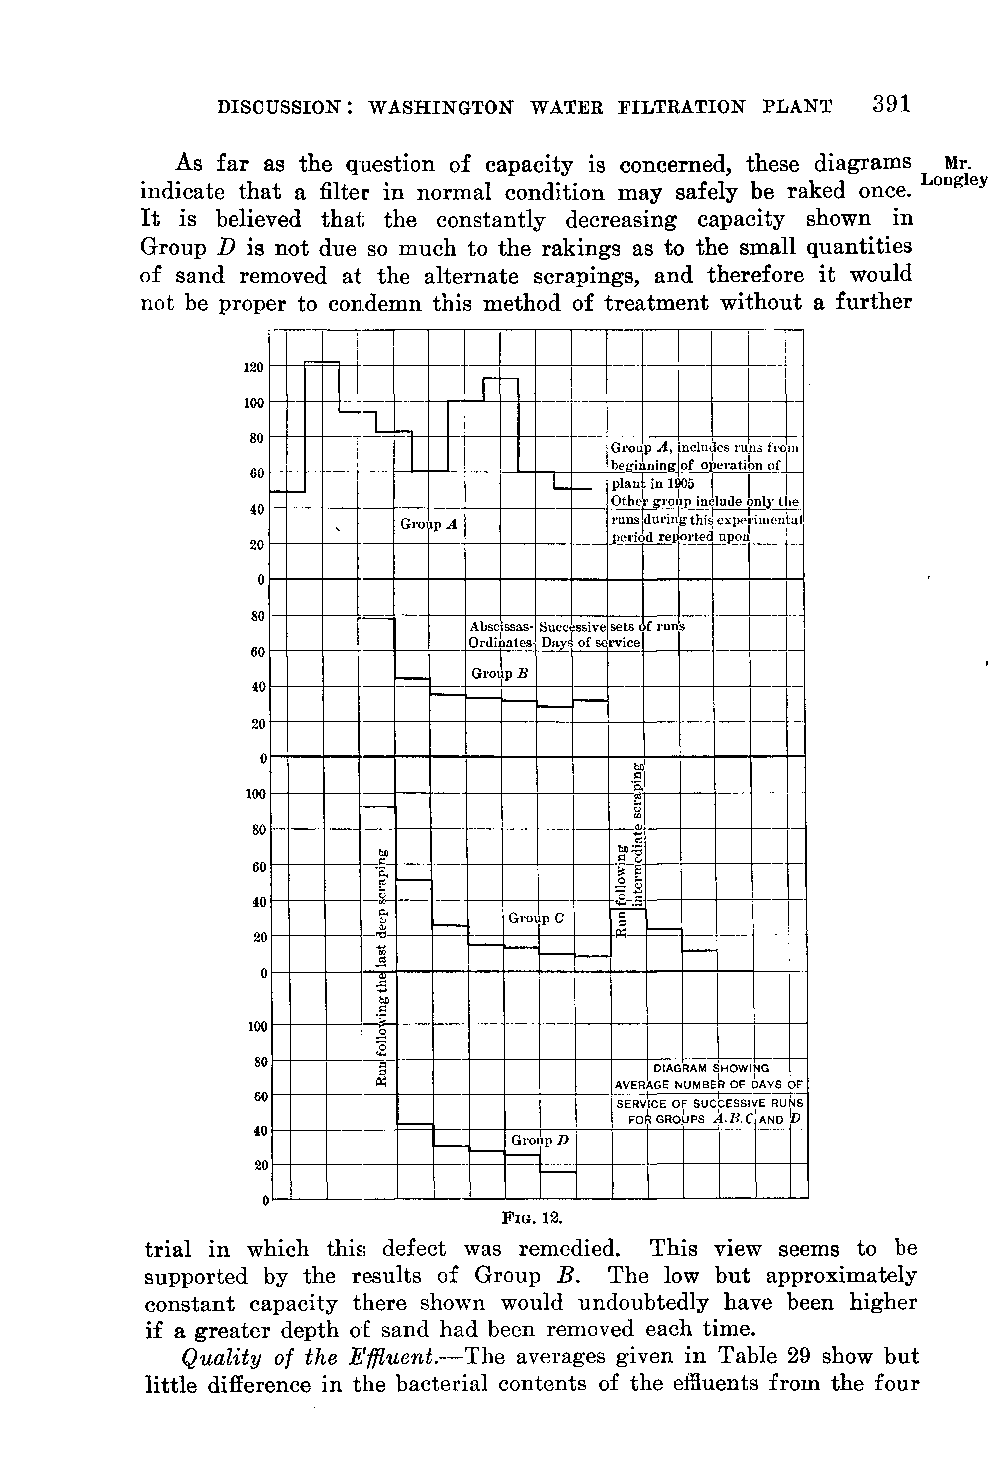 DISCUSSION: WASHINGTON WATER FILTRATION PLANT 391
As far as the question of capacity is concerned, these diagrams
Mr.
Longley
indicate that a filter in normal condition may safely be raked once.
It is believed that the constantly decreasing capacity shown in
Group D is not due so much to the rakings as to the small quantities
of sand removed at the alternate scrapings, and therefore it would
not be proper to condemn this method of treatment without a further
120
100
80
60
40
20
0
Group A
Group A, includes runs from
beginning of operation of
plant in 1905
Other group include only the
runs during this experimental
period reported upon
80
60
40
20
0
Abscissas- Successive sets of runs
Ordinates- Days of service
Group B
100
80
60
40
20
0
Run following the last deep scraping
Group C
Run following
intermediate scraping
100
80
60
40
20
0
Group D
DIAGRAM SHOWING
AVERAGE NUMBER OF DAYS OF
SERVICE OF SUCCESSIVE RUNS
FOR GROUPS A.B.C AND D
FIG. 12.
trial in which this defect was remedied. This view seems to be
supported by the results of Group B. The low but approximately
constant capacity there shown would undoubtedly have been higher
if a greater depth of sand had been removed each time.
Quality of the Effluent.—The averages given in Table 29 show but
little difference in the bacterial contents of the effluents from the four